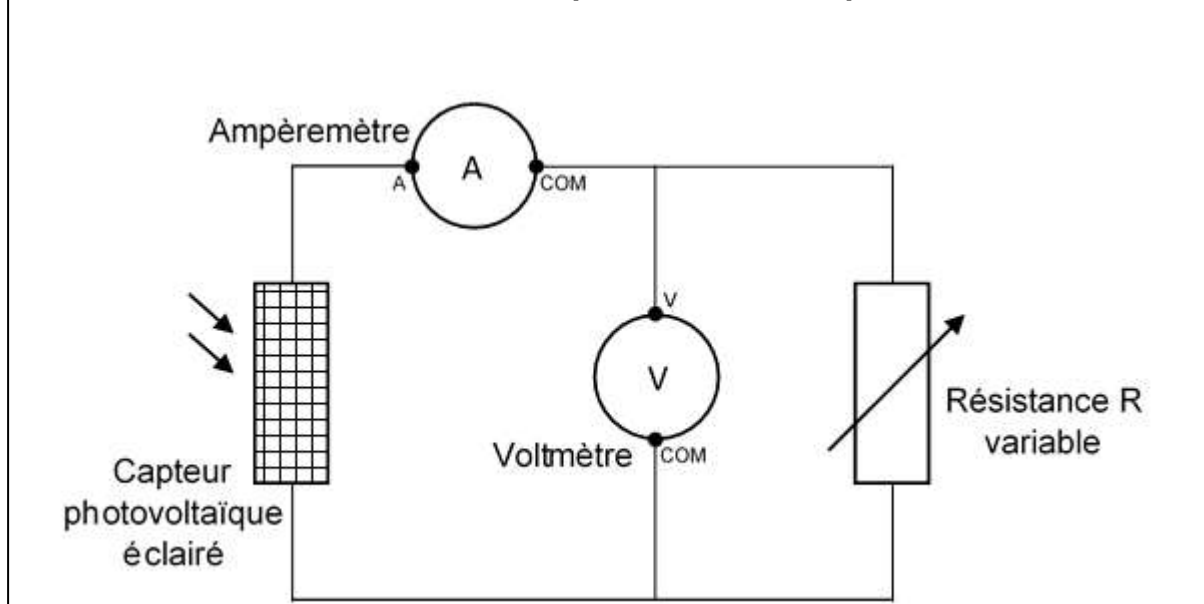 Ampèremètre
A
A
COM
V
V
Voltmètre
COM
Résistance R
variable
Capteur
photovoltaïque
éclairé